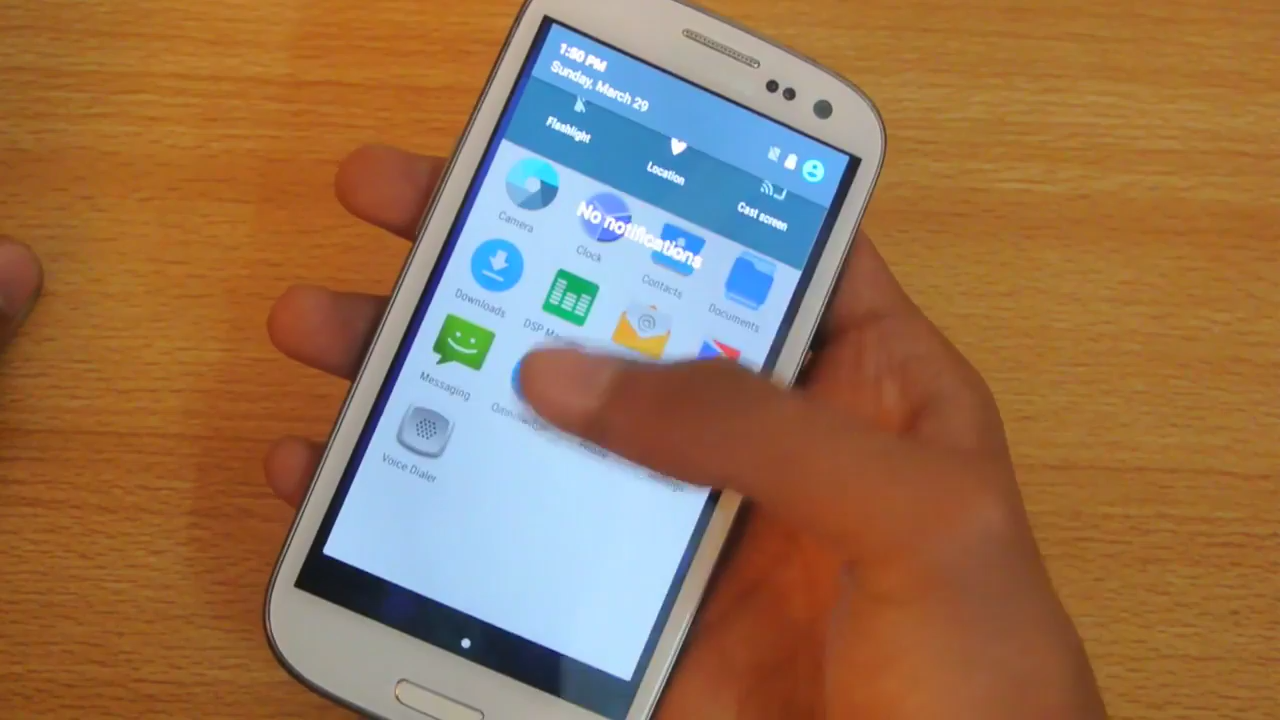 1:50 PM
Sunday, March 29
Flashlight
Location
Cast screen
No notifications
Camera
Clock
Contacts
Documents
Downloads
DSP
Messaging
Voice Dialer